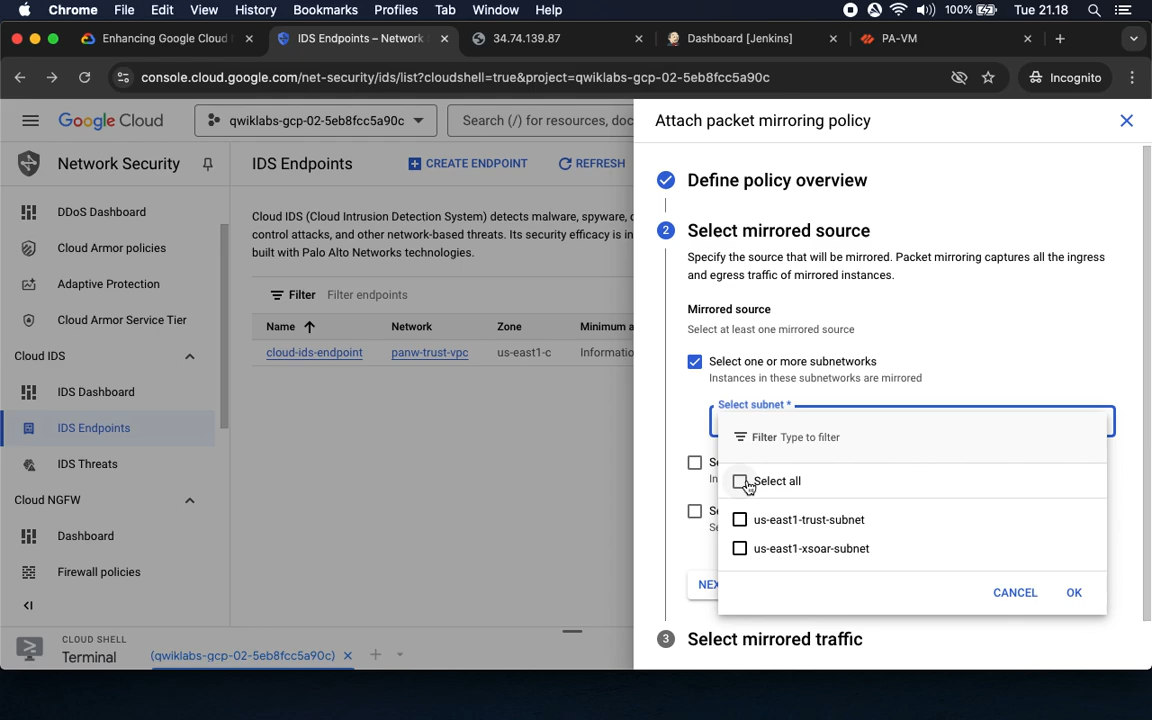 Chrome File Edit View History Bookmarks Profiles Tab Window Help 100% Tue 21.18
Enhancing Google Cloud
IDS Endpoints – Network
34.74.139.87
Dashboard [Jenkins]
PA-VM
console.cloud.google.com/net-security/ids/list?cloudshell=true&project=qwiklabs-gcp-02-5eb8fcc5a90c
Incognito
Google Cloud
qwiklabs-gcp-02-5eb8fcc5a90c
Search (/) for resources, doc
Network Security
DDoS Dashboard
Cloud Armor policies
Adaptive Protection
Cloud Armor Service Tier
Cloud IDS
IDS Dashboard
IDS Endpoints
IDS Threats
Cloud NGFW
Dashboard
Firewall policies
IDS Endpoints
CREATE ENDPOINT
REFRESH
Cloud IDS (Cloud Intrusion Detection System) detects malware, spyware,
control attacks, and other network-based threats. Its security efficacy is in
built with Palo Alto Networks technologies.
Filter Filter endpoints
Name Network Zone Minimum a
cloud-ids-endpoint panw-trust-vpc us-east1-c Informatio
Attach packet mirroring policy
Define policy overview
2 Select mirrored source
Specify the source that will be mirrored. Packet mirroring captures all the ingress
and egress traffic of mirrored instances.
Mirrored source
Select at least one mirrored source
Select one or more subnetworks
Instances in these subnetworks are mirrored
Select subnet *
Filter Type to filter
Select all
us-east1-trust-subnet
us-east1-xsoar-subnet
CANCEL OK
3 Select mirrored traffic
CLOUD SHELL
Terminal
(qwiklabs-gcp-02-5eb8fcc5a90c)